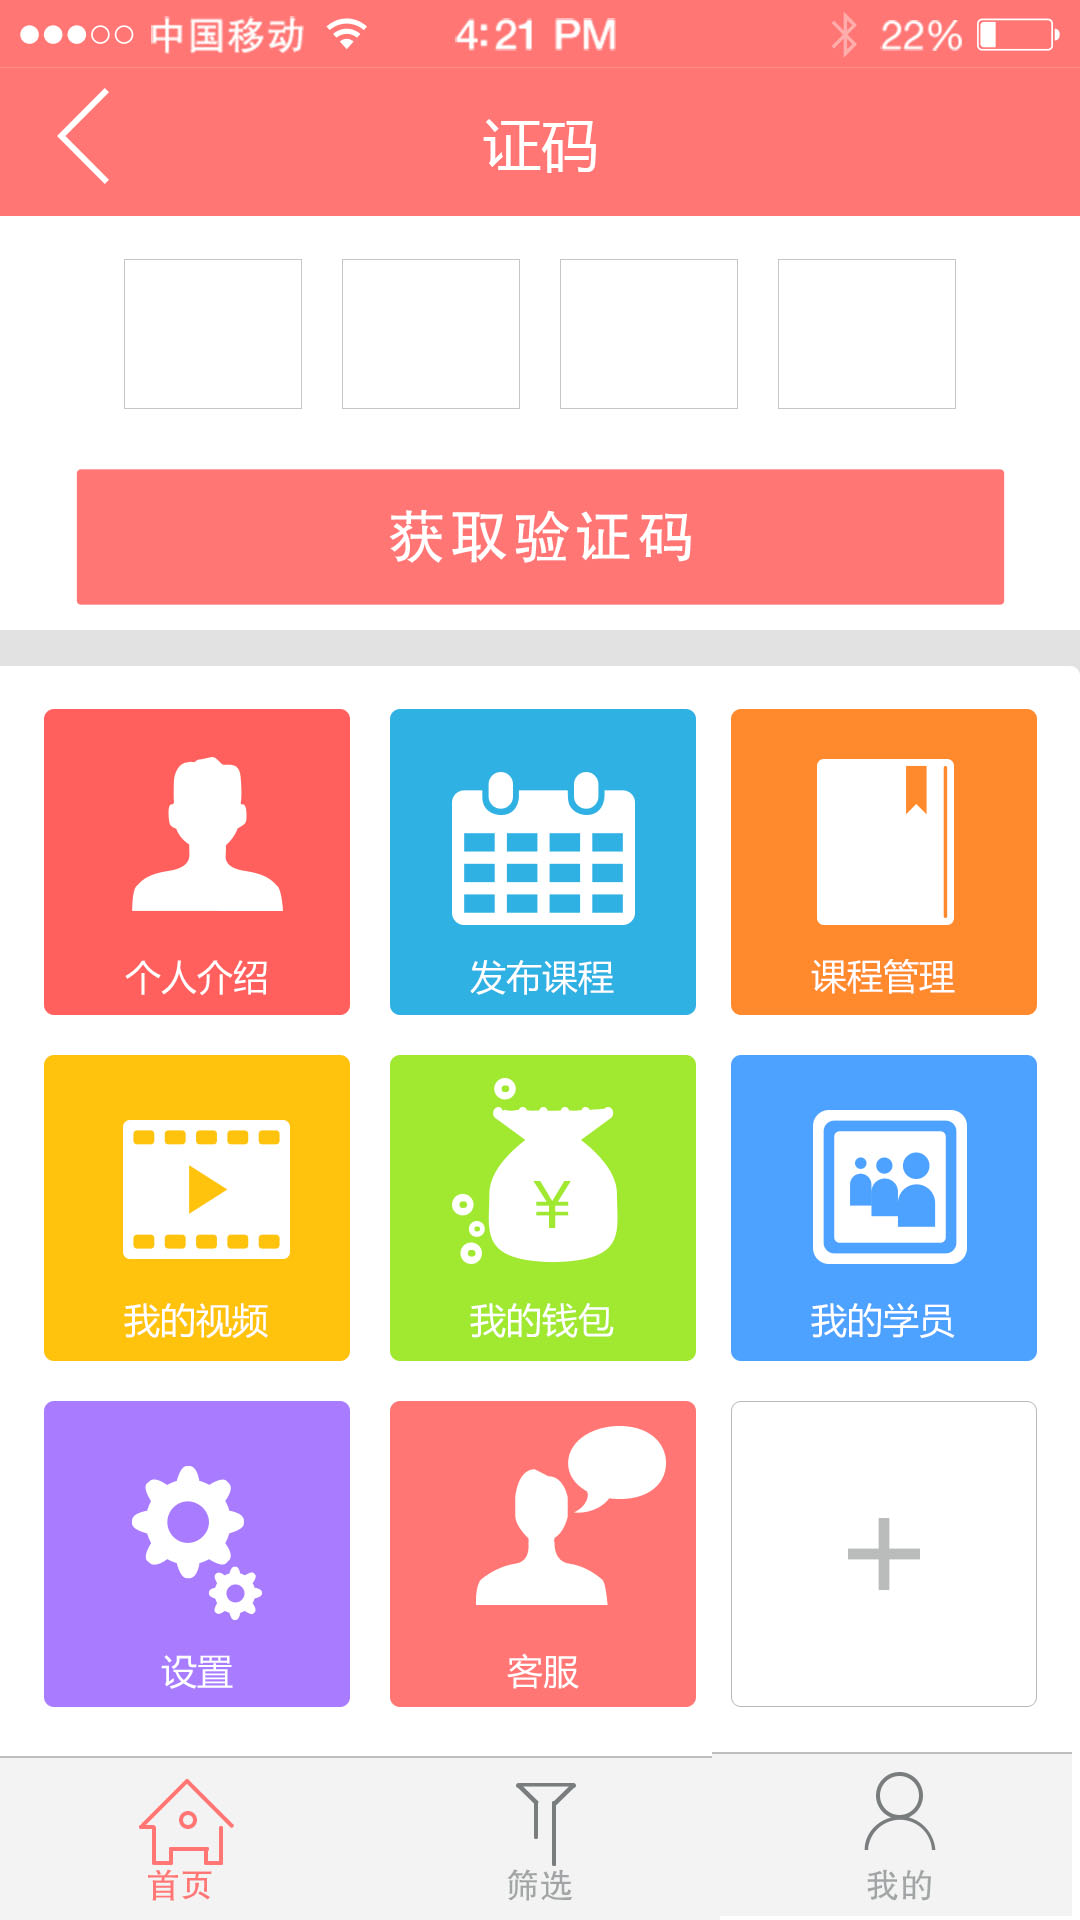 中国移动 4:21 PM 22%
证码
获取验证码
个人介绍 发布课程 课程管理
¥
我的视频 我的钱包 我的学员
设置 客服
首页 筛选 我的